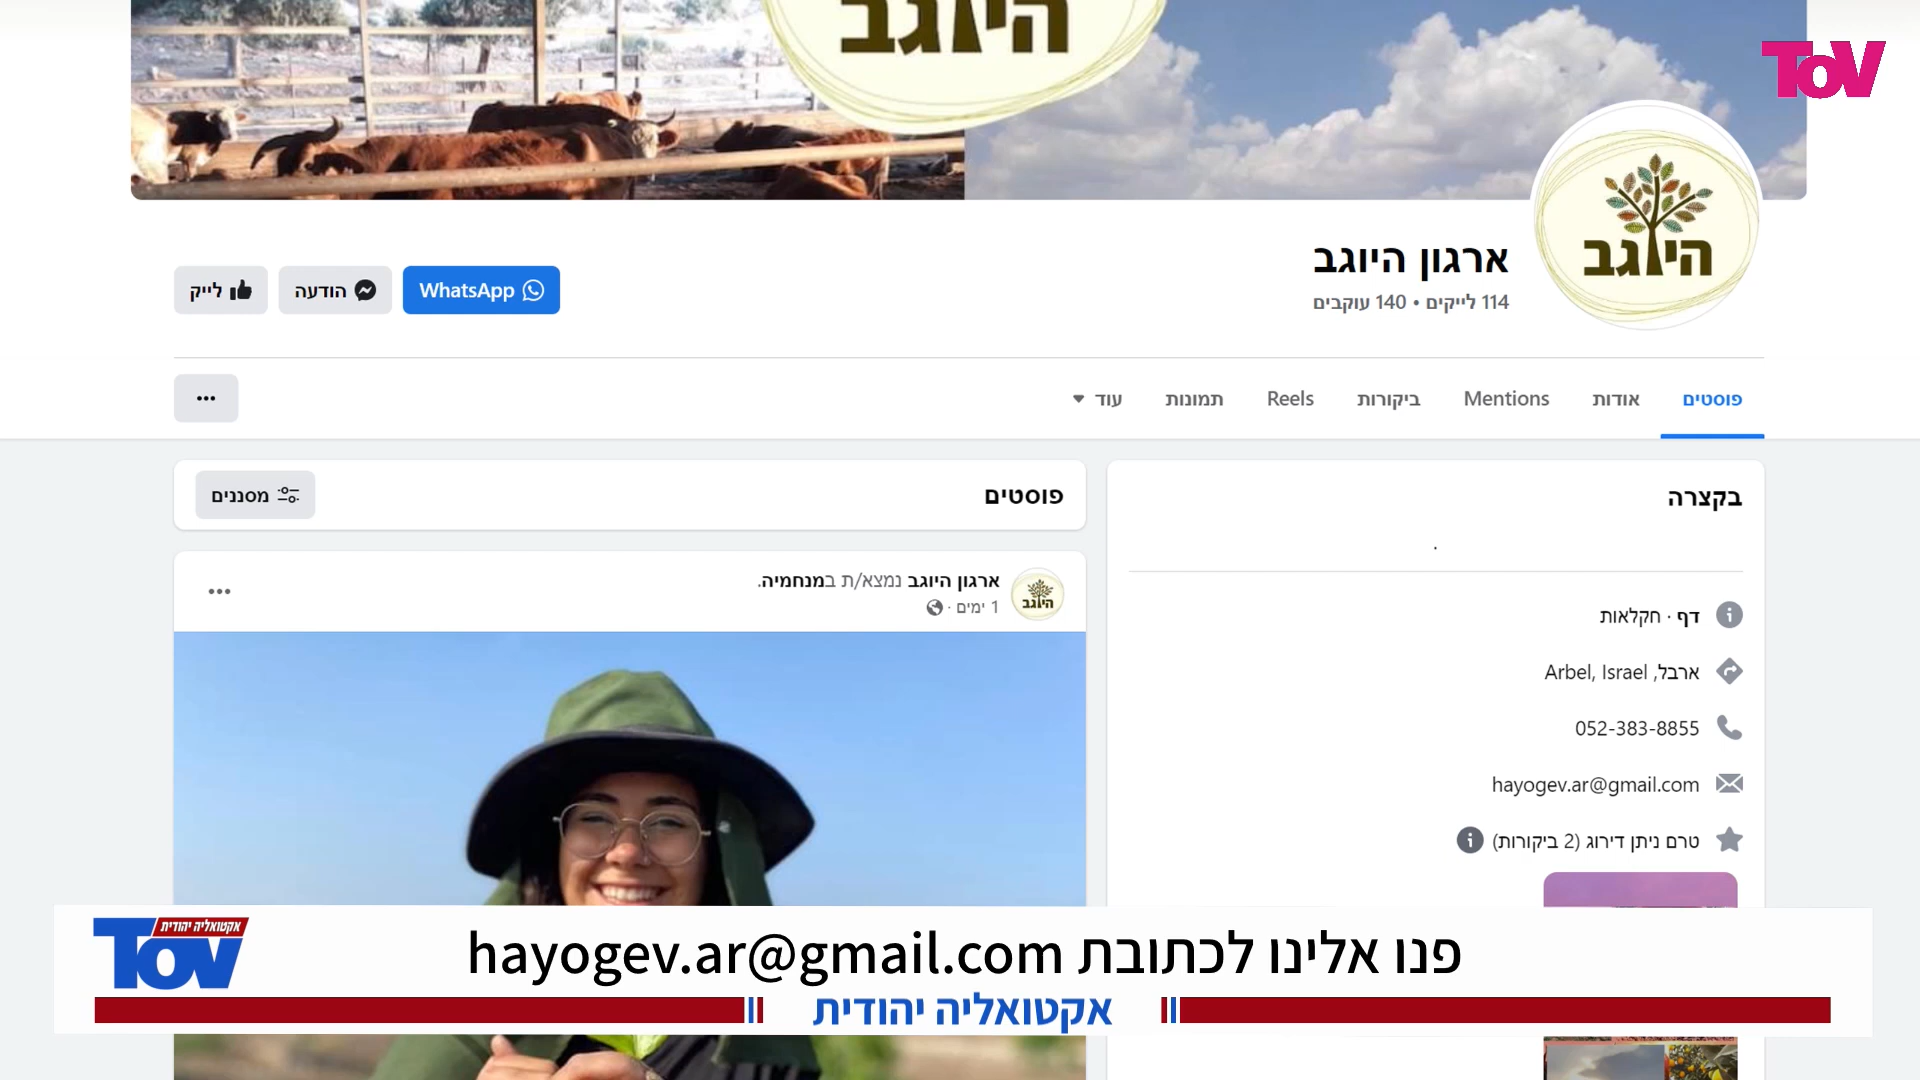 היוגב
TOV
היוגב
ארגון היוגב
114 לייקים • 140 עוקבים
WhatsApp
הודעה
לייק
פוסטים
אודות
Mentions
ביקורות
Reels
תמונות
עוד
בקצרה
.
דף · חקלאות
ארבל, Arbel, Israel
052-383-8855
hayogev.ar@gmail.com
טרם ניתן דירוג (2 ביקורות)
פוסטים
מסננים
היוגב
ארגון היוגב נמצא/ת במנחמיה.
1 ימים ·
אקטואליה יהודית
TOV
פנו אלינו לכתובת hayogev.ar@gmail.com
אקטואליה יהודית